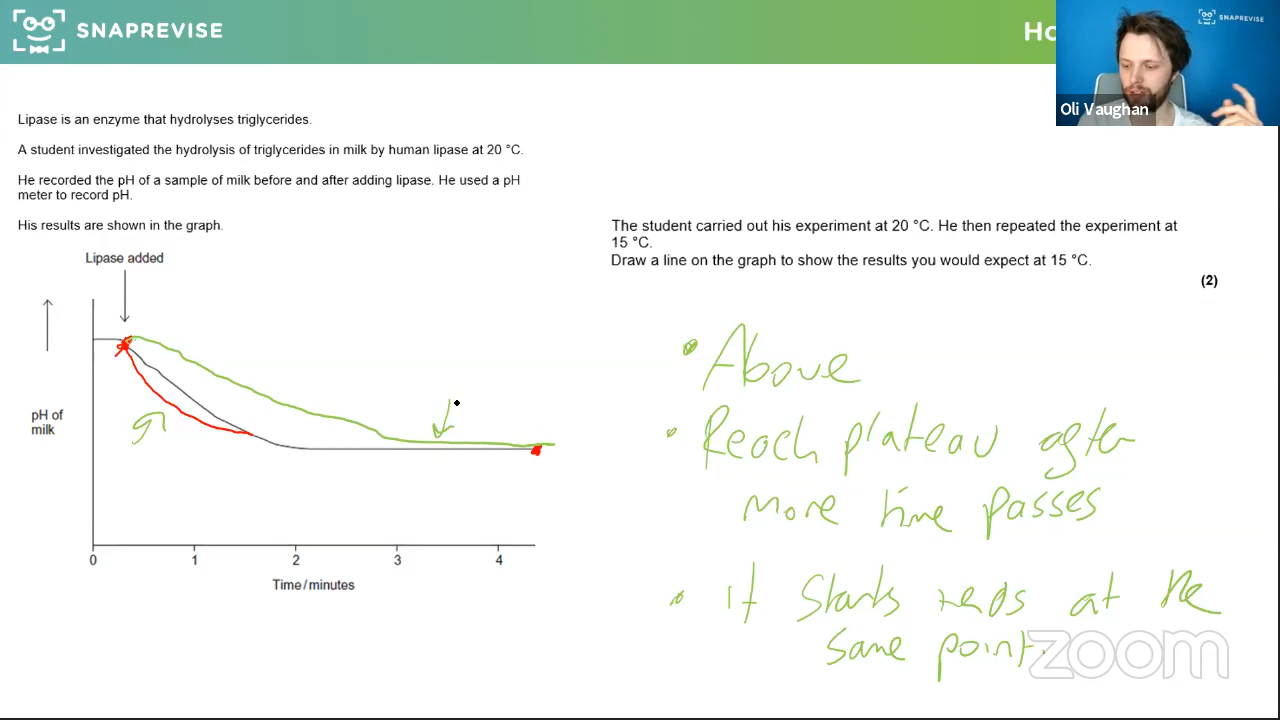 SNAPREVISE
Ho
SNAPREVISE
Oli Vaughan
Lipase is an enzyme that hydrolyses triglycerides.
A student investigated the hydrolysis of triglycerides in milk by human lipase at 20 °C.
He recorded the pH of a sample of milk before and after adding lipase. He used a pH
meter to record pH.
His results are shown in the graph.
Lipase added
pH of
milk
0 1 2 3 4
Time / minutes
The student carried out his experiment at 20 °C. He then repeated the experiment at
15 °C.
Draw a line on the graph to show the results you would expect at 15 °C.
(2)
• Above
• Reach plateau after
more time passes
• It starts + ends at the
same point.
zoom